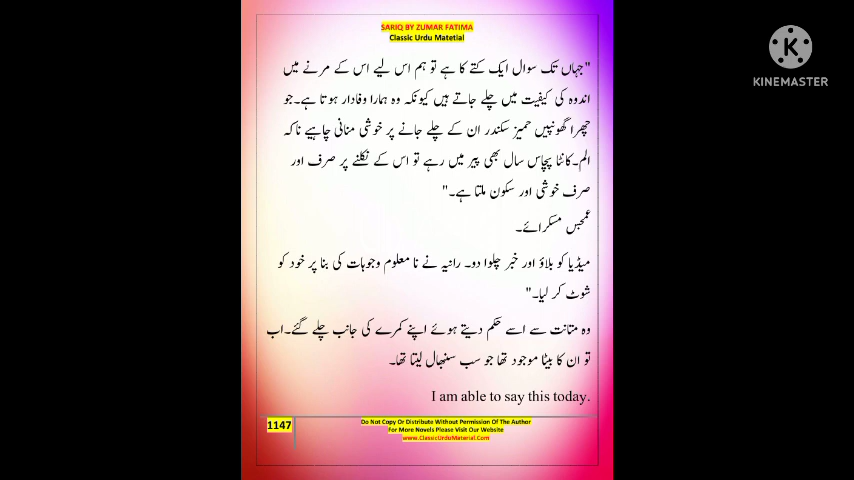 SARIQ BY ZUMAR FATIMA
Classic Urdu Matetial
"جہاں تک سوال ایک کتے کا ہے تو ہم اس لیے اس کے مرنے میں
اندوہ کی کیفیت میں چلے جاتے ہیں کیونکہ وہ ہمارا وفادار ہوتا ہے۔جو
چھرا گھونپیں حمیز سکندر ان کے چلے جانے پر خوشی منانی چاہیے ناکہ
الم۔کانٹا پچاس سال بھی پیر میں رہے تو اس کے نکلنے پر صرف اور
صرف خوشی اور سکون ملتا ہے۔"
مسکرائے۔
میڈیا کو بلاؤ اور خبر چلوا دو۔ رانیہ نے نا معلوم وجوہات کی بنا پر خود کو
شوٹ کر لیا۔"
وہ متانت سے اسے حکم دیتے ہوئے اپنے کمرے کی جانب چلے گئے۔اب
تو ان کا بیٹا موجود تھا جو سب سنبھال لیتا تھا۔
I am able to say this today.
1147
Do Not Copy Or Distribute Without Permission Of The Author
For More Novels Please Visit Our Website
www.ClassicUrduMaterial.Com
K
KINEMASTER